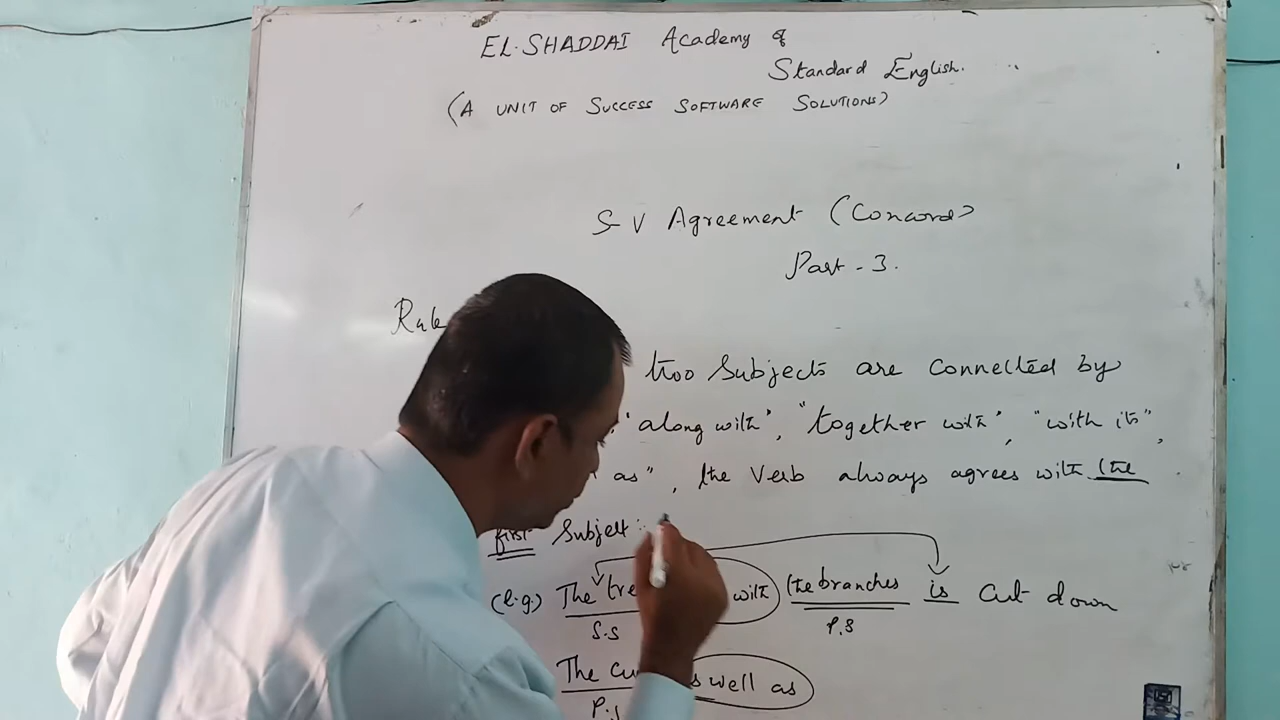 EL-SHADDAI Academy of
Standard English.
(A UNIT OF SUCCESS SOFTWARE SOLUTIONS)
S-V Agreement (Concord)
Part-3.
Rule
two Subjects are connected by
"along with", "together with", "with its",
as", the Verb always agrees with the
first Subject:
(e.g) The tre with the branches is cut down
S.S P.S
The cu s well as
P.S